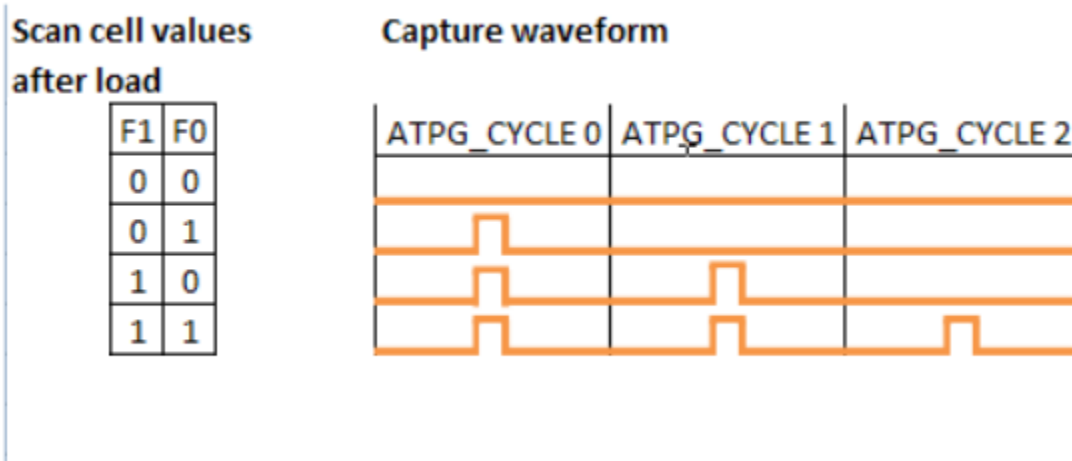 Scan cell values
after load
Capture waveform
F1 F0
0 0
0 1
1 0
1 1
ATPG_CYCLE 0 ATPG_CYCLE 1 ATPG_CYCLE 2